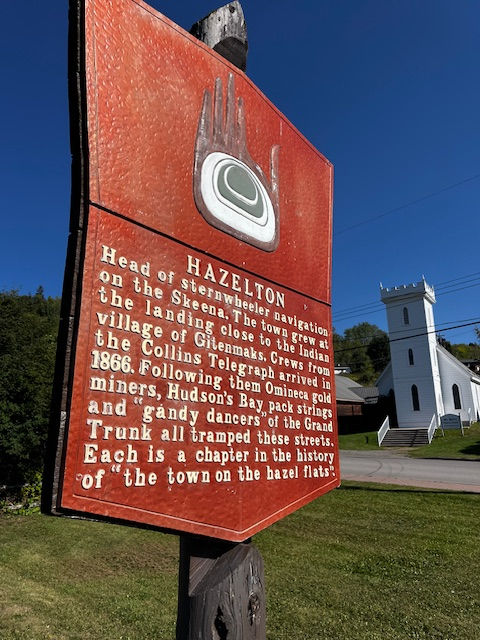 HAZELTON
Head of sternwheeler navigation
on the Skeena. The town grew at
the landing close to the Indian
village of Gitenmaks. Crews from
the Collins Telegraph arrived in
1866. Following them Omineca gold
miners, Hudson's Bay pack strings
and "gandy dancers" of the Grand
Trunk all tramped these streets.
Each is a chapter in the history
of "the town on the hazel flats".